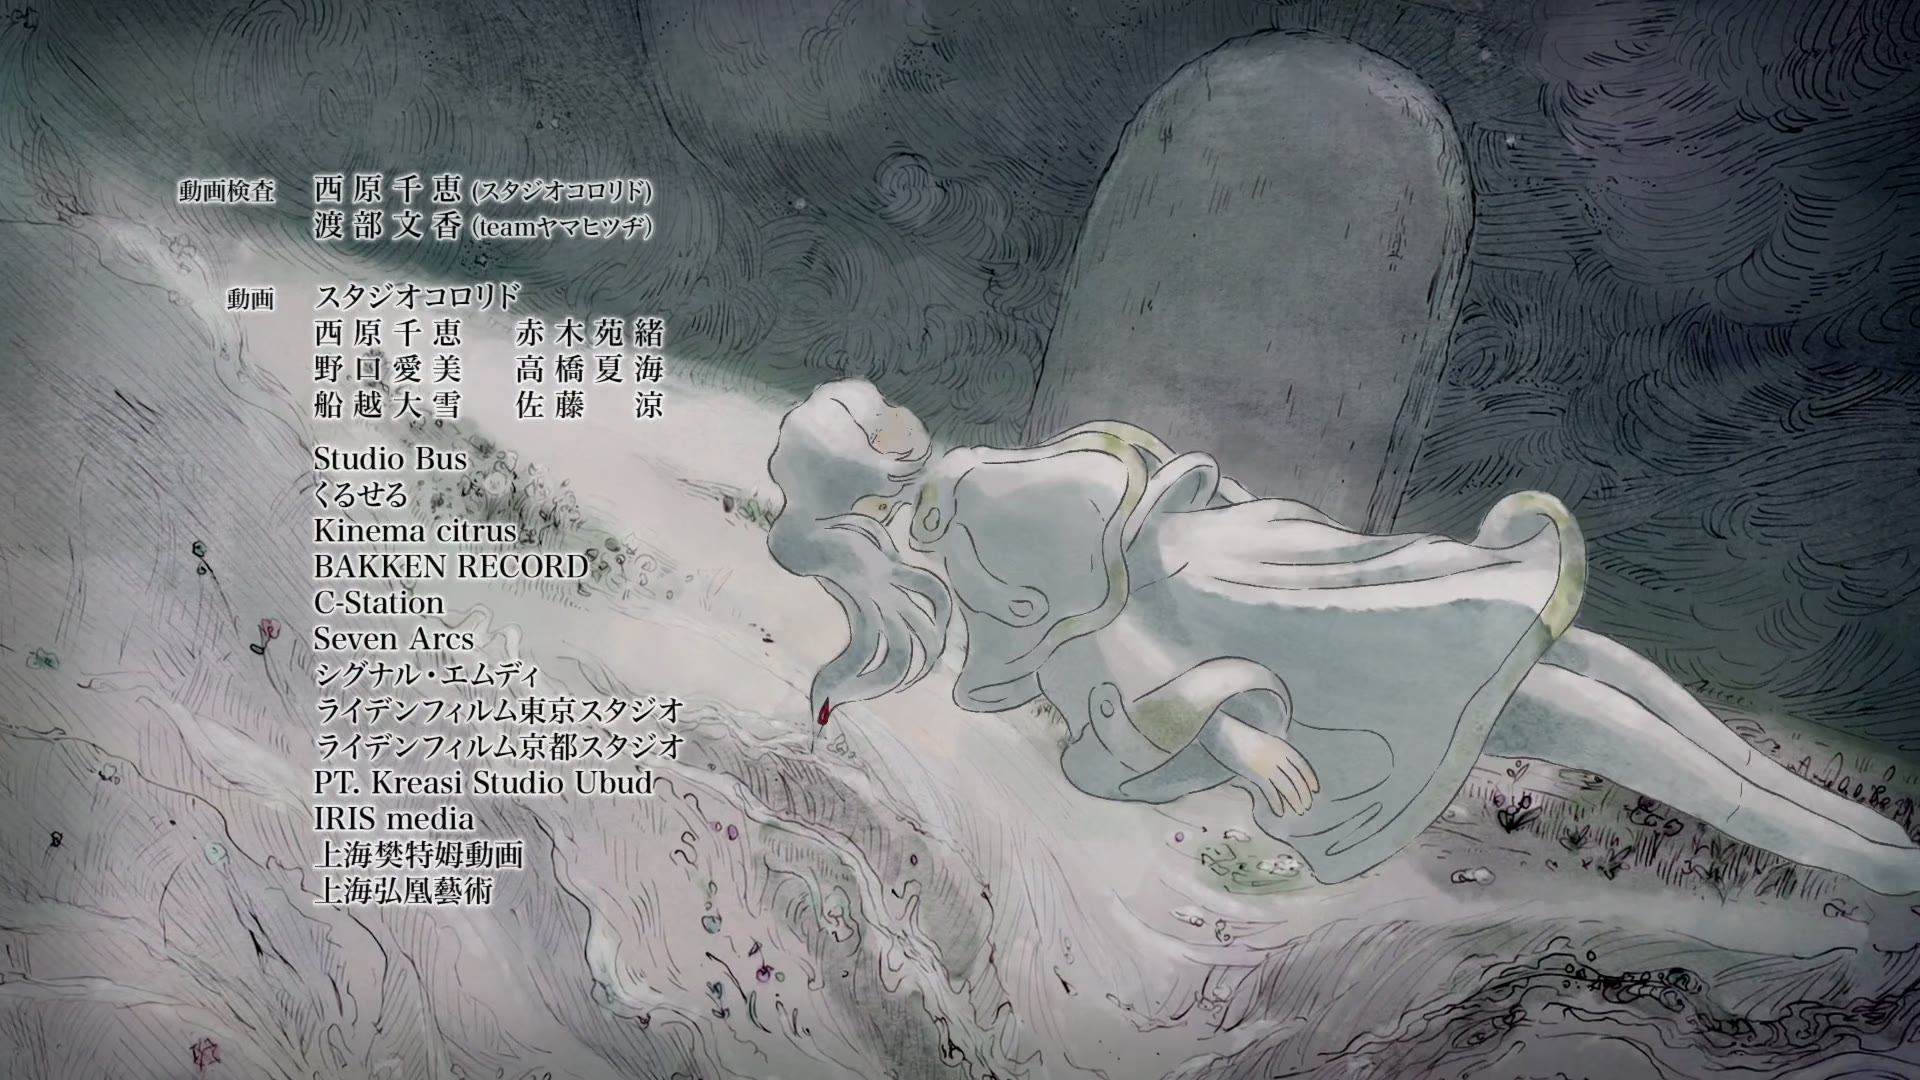 動画検査 西原千恵 (スタジオコロリド)
渡部文香 (teamヤマヒツヂ)
動画 スタジオコロリド
西原千恵 赤木苑緒
野口愛美 高橋夏海
船越大雪 佐藤 涼
Studio Bus
くるせる
Kinema citrus
BAKKEN RECORD
C-Station
Seven Arcs
シグナル・エムディ
ライデンフィルム東京スタジオ
ライデンフィルム京都スタジオ
PT. Kreasi Studio Ubud
IRIS media
上海樊特姆動画
上海弘凰藝術